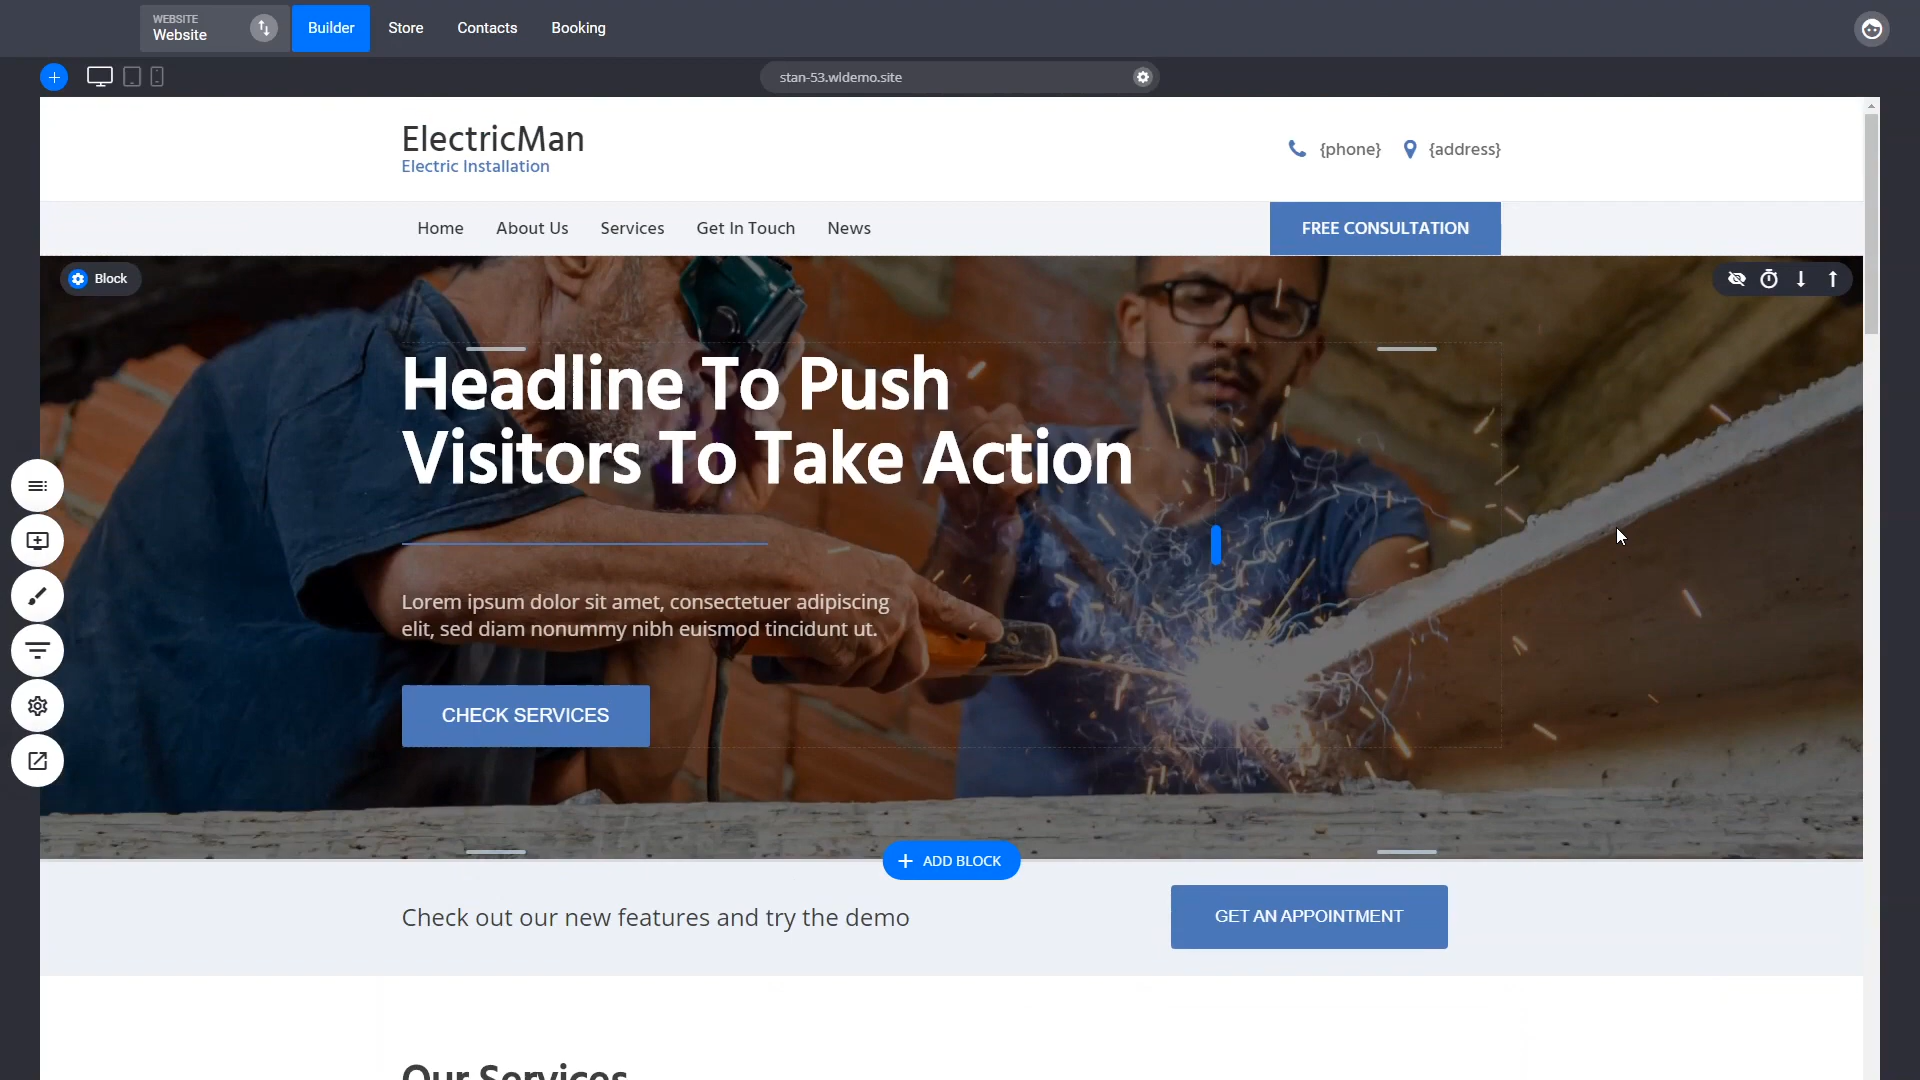 WEBSITE
Website
Builder
Store
Contacts
Booking
stan-53.wldemo.site
ElectricMan
Electric Installation
{phone}
{address}
Home
About Us
Services
Get In Touch
News
FREE CONSULTATION
Block
Headline To Push
Visitors To Take Action
Lorem ipsum dolor sit amet, consectetuer adipiscing
elit, sed diam nonummy nibh euismod tincidunt ut.
CHECK SERVICES
+ ADD BLOCK
Check out our new features and try the demo
GET AN APPOINTMENT
Our Services